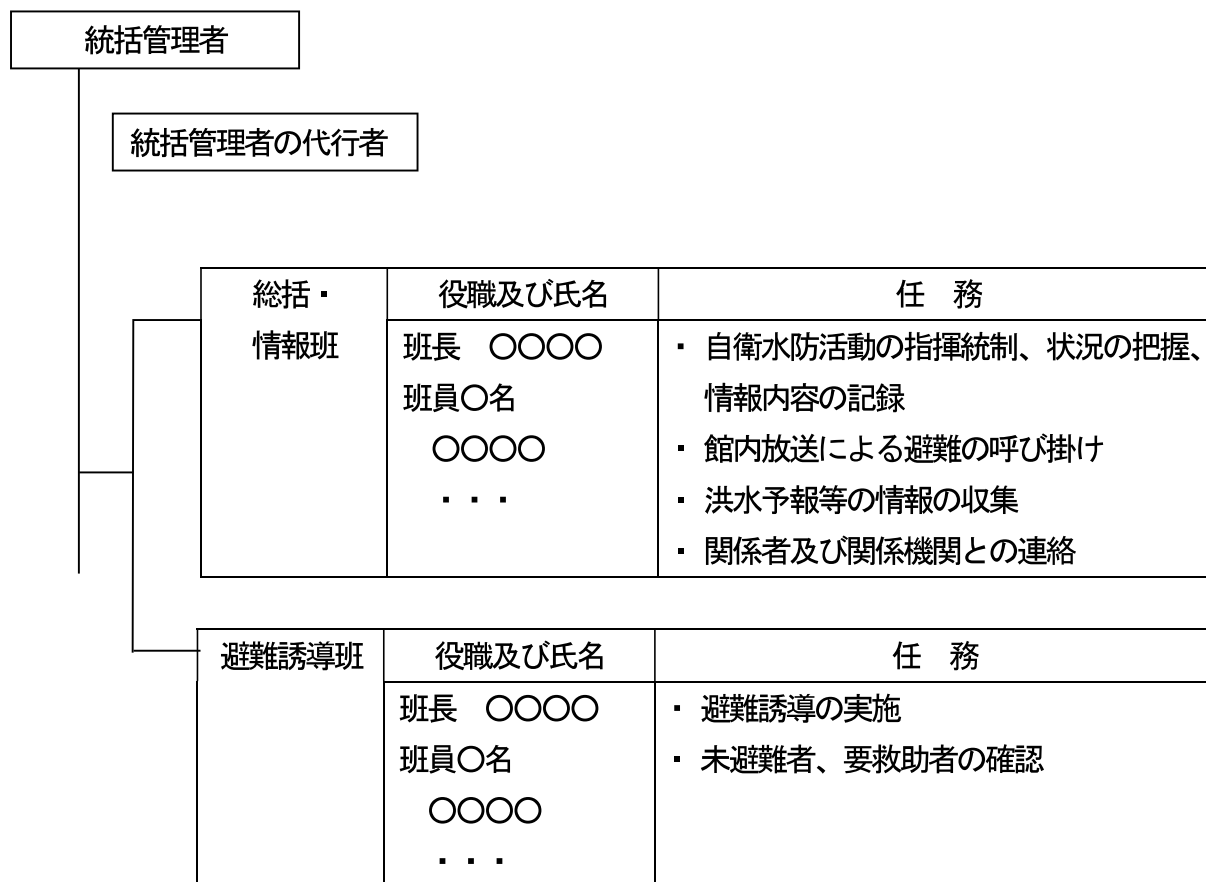 統括管理者
統括管理者の代行者
総括・
情報班
役職及び氏名
任　務
班長　〇〇〇〇
班員〇名
〇〇〇〇
・・・
・ 自衛水防活動の指揮統制、状況の把握、
情報内容の記録
・ 館内放送による避難の呼び掛け
・ 洪水予報等の情報の収集
・ 関係者及び関係機関との連絡
避難誘導班
役職及び氏名
任　務
班長　〇〇〇〇
班員〇名
〇〇〇〇
・・・
・ 避難誘導の実施
・ 未避難者、要救助者の確認